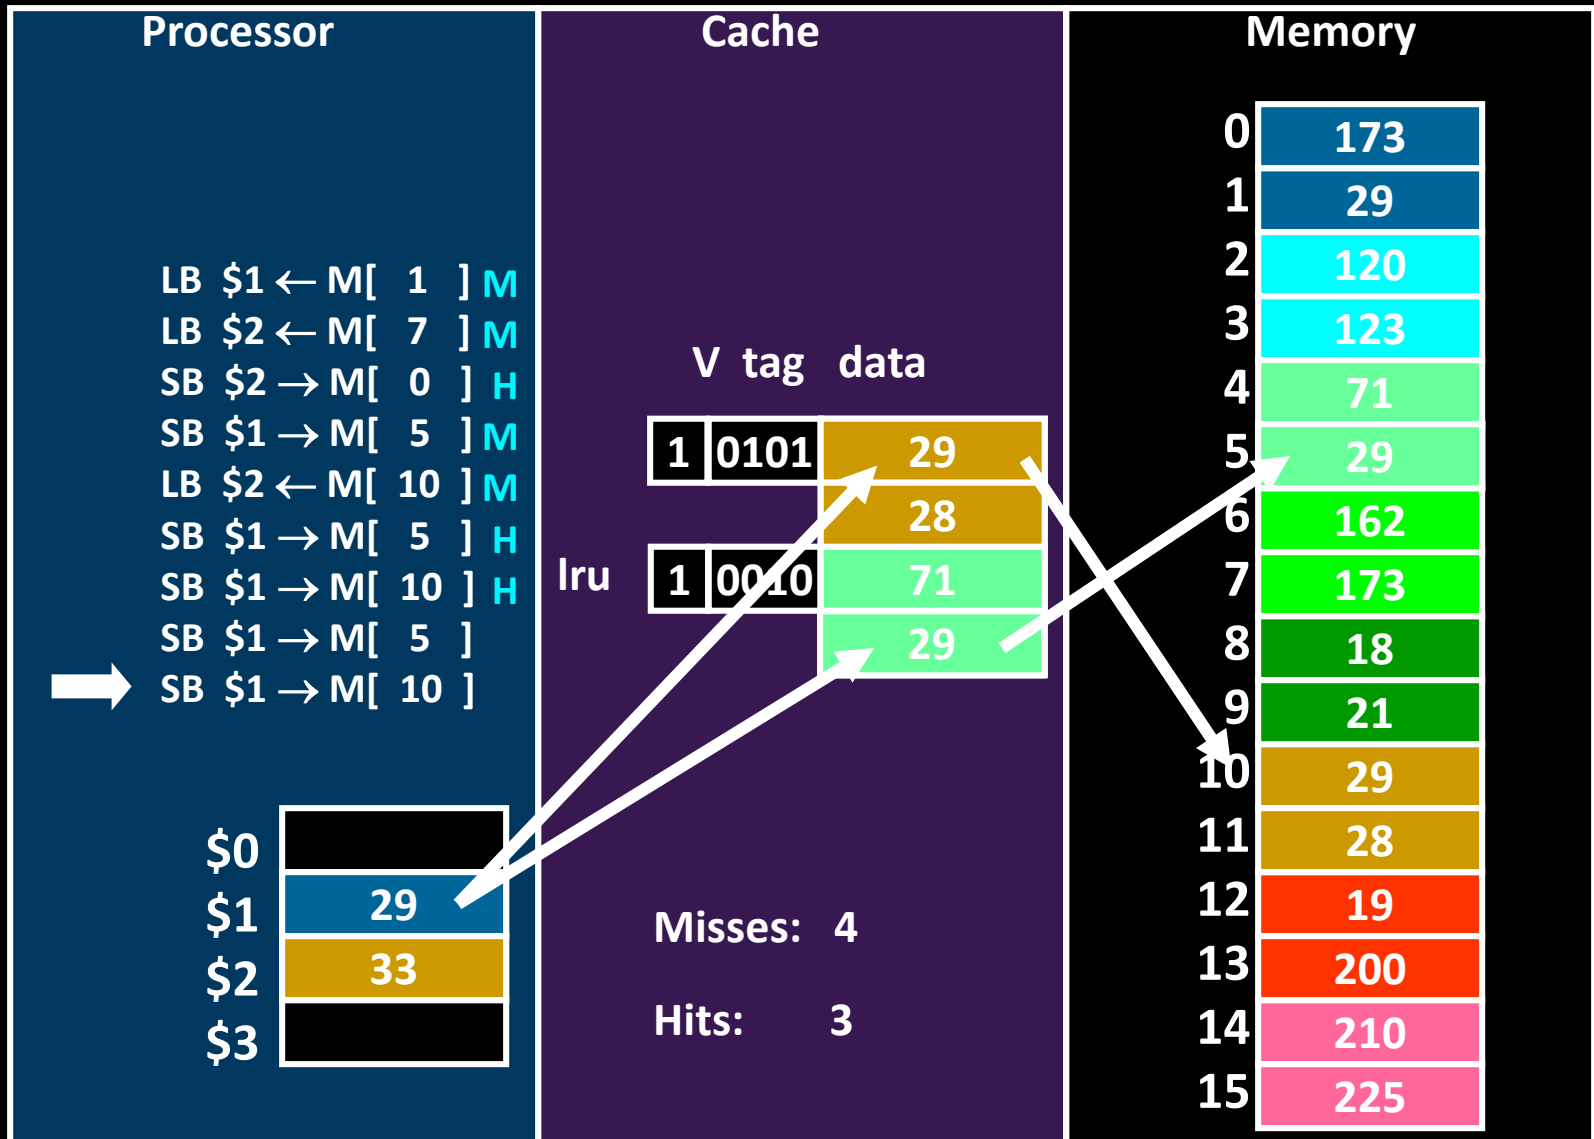 Processor
LB $1 ← M[ 1 ] M
LB $2 ← M[ 7 ] M
SB $2 → M[ 0 ] H
SB $1 → M[ 5 ] M
LB $2 ← M[ 10 ] M
SB $1 → M[ 5 ] H
SB $1 → M[ 10 ] H
SB $1 → M[ 5 ]
SB $1 → M[ 10 ]
$0
$1 29
$2 33
$3
Cache
V tag data
1 0101 29
28
lru 1 0010 71
29
Misses: 4
Hits: 3
Memory
0 173
1 29
2 120
3 123
4 71
5 29
6 162
7 173
8 18
9 21
10 29
11 28
12 19
13 200
14 210
15 225